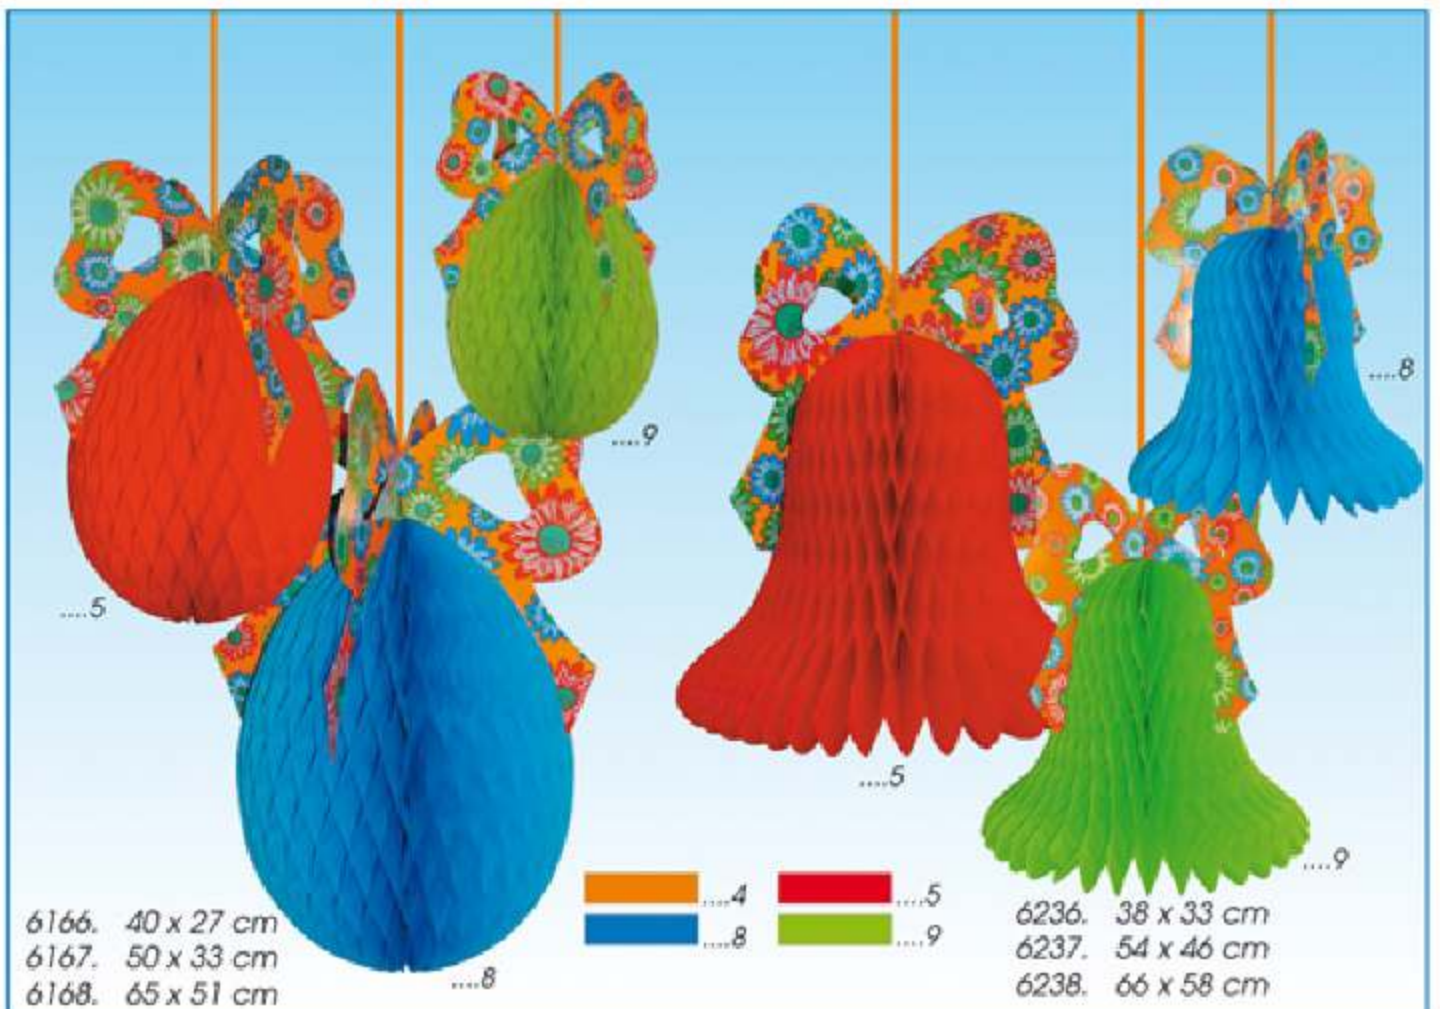 ....9
....8
....5
....5
....9
....8
....4
....5
....8
....9
6166. 40 x 27 cm
6167. 50 x 33 cm
6168. 65 x 51 cm
6236. 38 x 33 cm
6237. 54 x 46 cm
6238. 66 x 58 cm